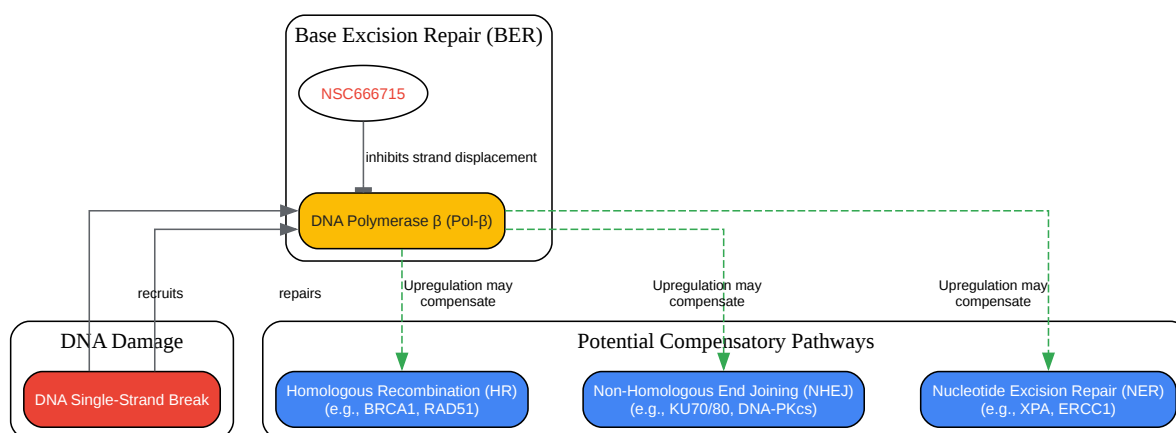 Base Excision Repair (BER)
NSC666715
inhibits strand displacement
DNA Polymerase β (Pol-β)
recruits
repairs
Upregulation may
compensate
Upregulation may
compensate
Upregulation may
compensate
DNA Damage
DNA Single-Strand Break
Potential Compensatory Pathways
Homologous Recombination (HR)
(e.g., BRCA1, RAD51)
Non-Homologous End Joining (NHEJ)
(e.g., KU70/80, DNA-PKcs)
Nucleotide Excision Repair (NER)
(e.g., XPA, ERCC1)